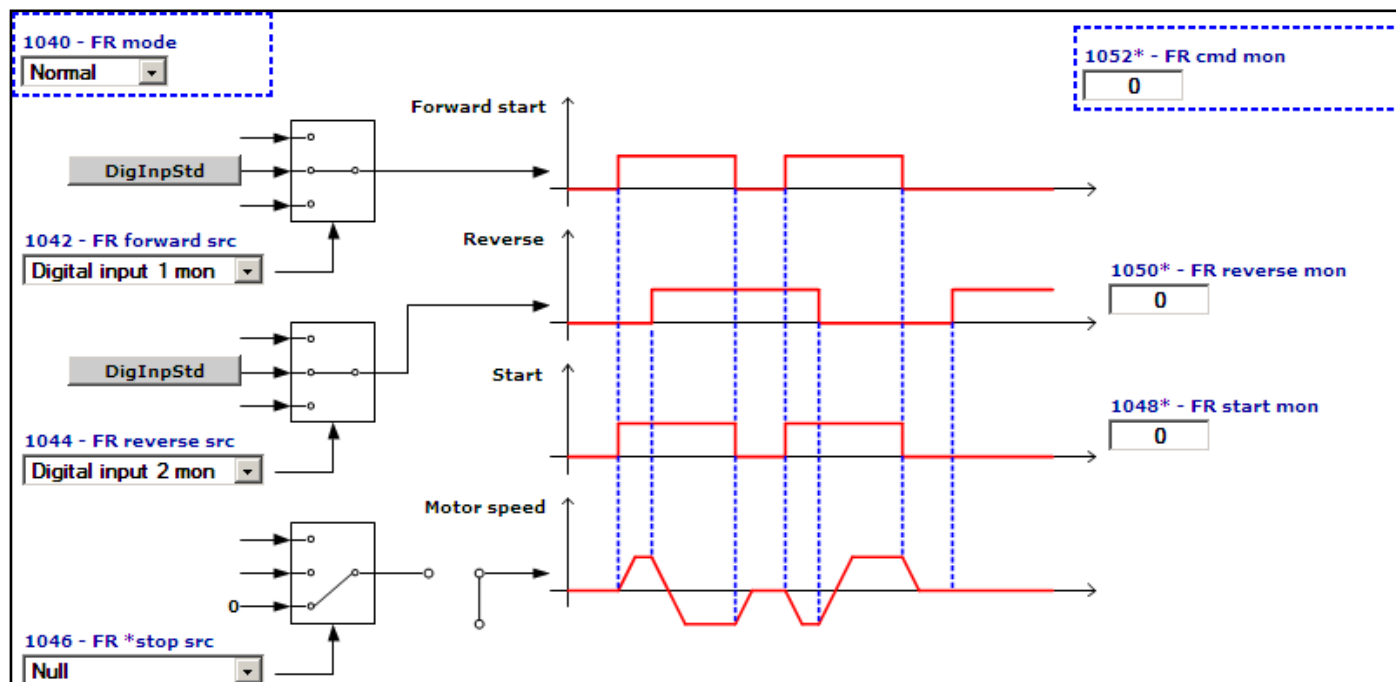 1040 - FR mode
Normal
1052* - FR cmd mon
0
Forward start
DigInpStd
1042 - FR forward src
Digital input 1 mon
Reverse
1050* - FR reverse mon
0
DigInpStd
Start
1048* - FR start mon
0
1044 - FR reverse src
Digital input 2 mon
Motor speed
0
1046 - FR *stop src
Null